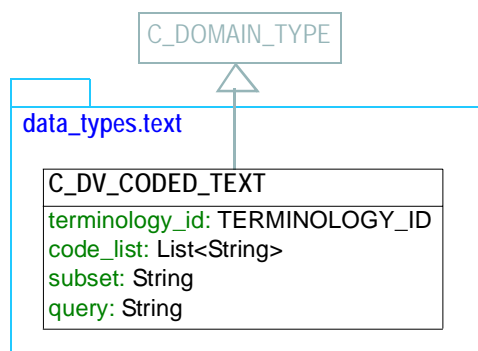 C_DOMAIN_TYPE
data_types.text
C_DV_CODED_TEXT
terminology_id: TERMINOLOGY_ID
code_list: List<String>
subset: String
query: String